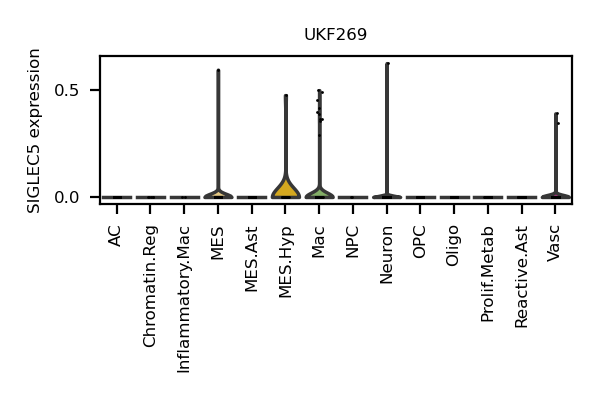 UKF269
SIGLEC5 expression
0.5
0.0
AC
Chromatin.Reg
Inflammatory.Mac
MES
MES.Ast
MES.Hyp
Mac
NPC
Neuron
OPC
Oligo
Prolif.Metab
Reactive.Ast
Vasc